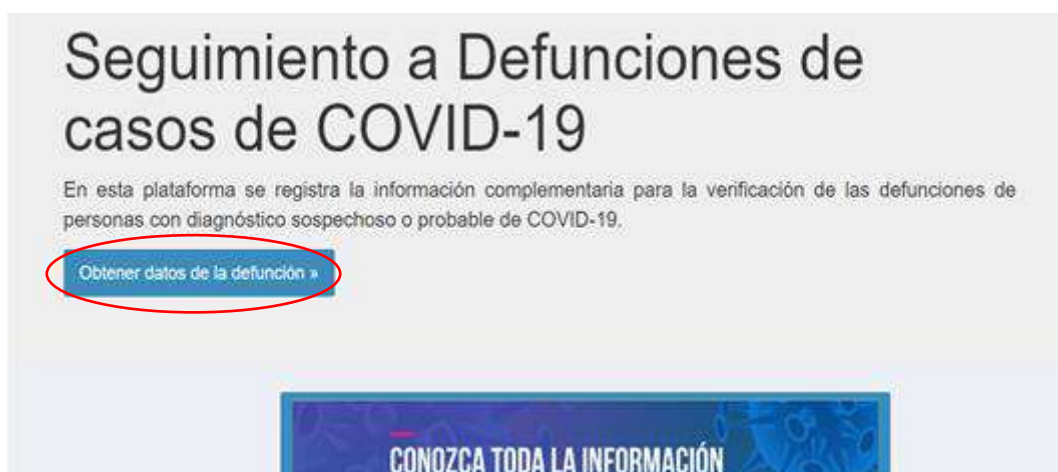 Seguimiento a Defunciones de
casos de COVID-19
En esta plataforma se registra la información complementaria para la verificación de las defunciones de
personas con diagnóstico sospechoso o probable de COVID-19.
Obtener datos de la defunción »
CONOZCA TODA LA INFORMACIÓN